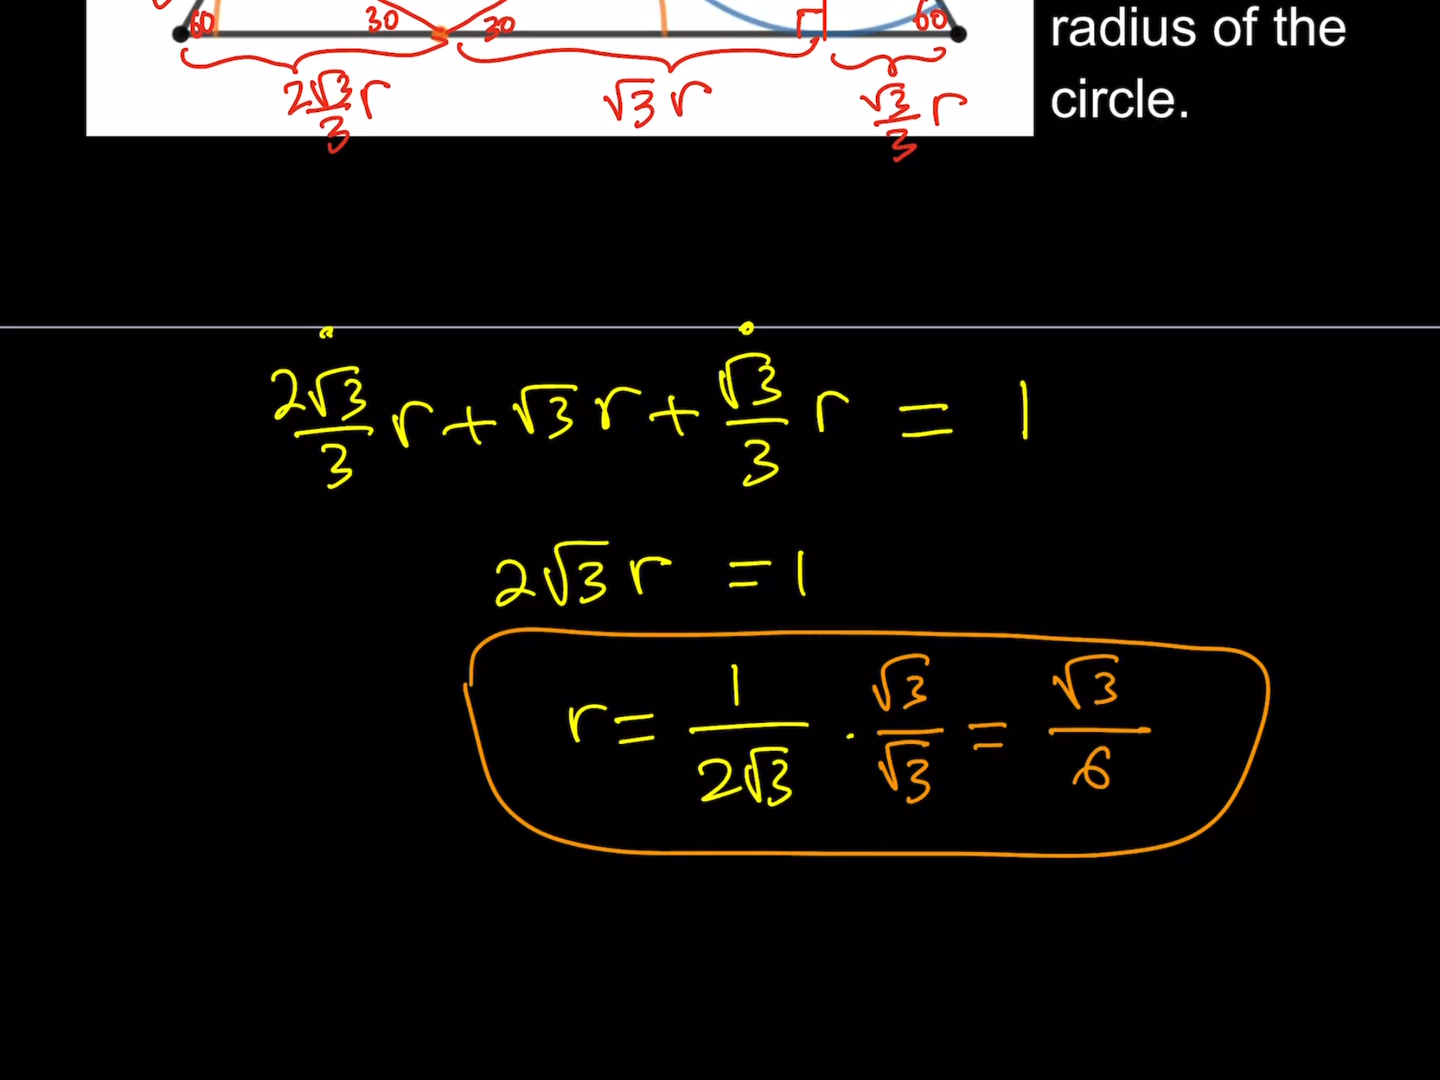 radius of the
circle.
60 30 30 60
2√3/3 r √3 r √3/3 r
2√3/3 r + √3 r + √3/3 r = 1
2√3 r = 1
r = 1/2√3 · √3/√3 = √3/6